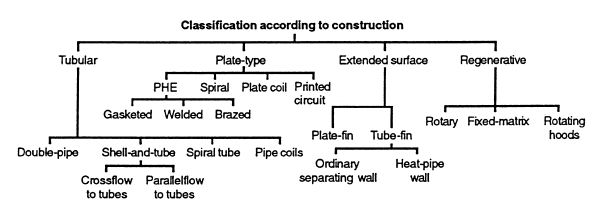 Classification according to construction
Tubular Plate-type Extended surface Regenerative
PHE Spiral Plate coil Printed
circuit
Gasketed Welded Brazed
Plate-fin Tube-fin Rotary Fixed-matrix Rotating
hoods
Double-pipe Shell-and-tube Spiral tube Pipe coils
Ordinary
separating wall
Heat-pipe
wall
Crossflow
to tubes
Parallelflow
to tubes